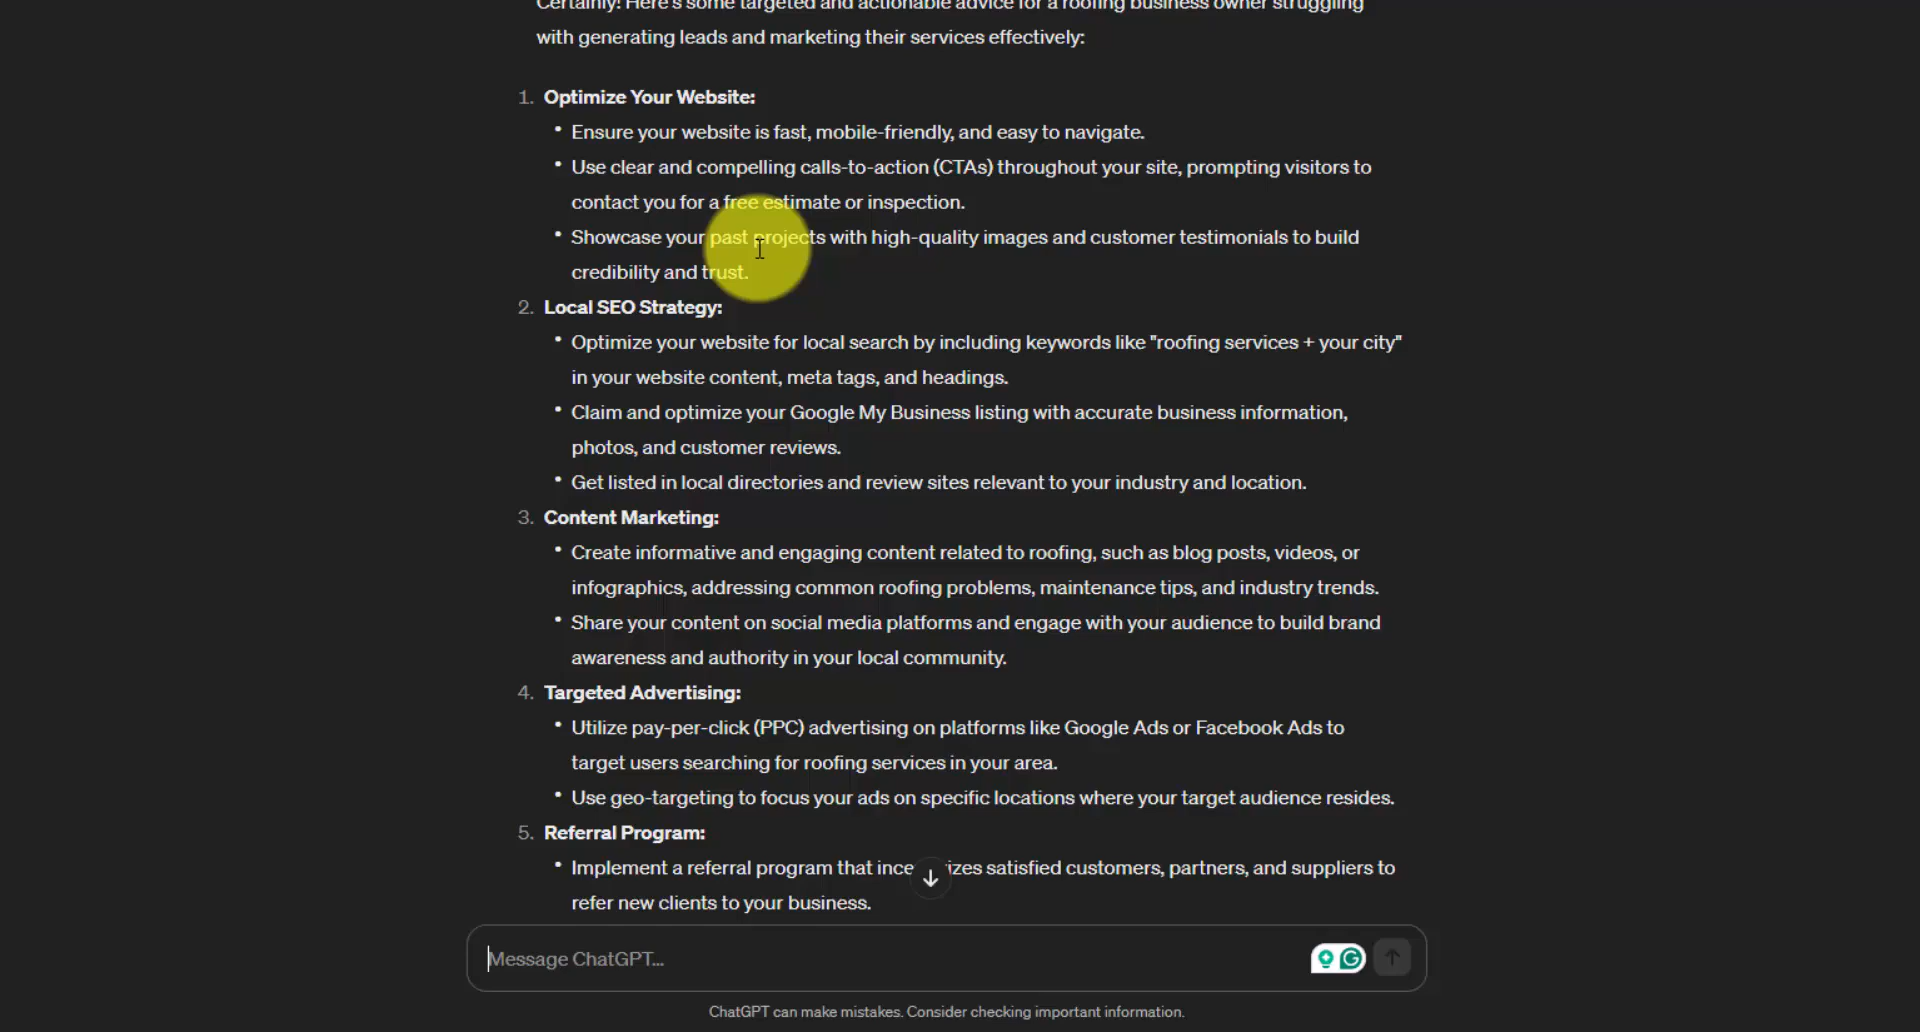 Certainly! Here's some targeted and actionable advice for a roofing business owner struggling
with generating leads and marketing their services effectively:
1. Optimize Your Website:
• Ensure your website is fast, mobile-friendly, and easy to navigate.
• Use clear and compelling calls-to-action (CTAs) throughout your site, prompting visitors to
contact you for a free estimate or inspection.
• Showcase your past projects with high-quality images and customer testimonials to build
credibility and trust.
2. Local SEO Strategy:
• Optimize your website for local search by including keywords like "roofing services + your city"
in your website content, meta tags, and headings.
• Claim and optimize your Google My Business listing with accurate business information,
photos, and customer reviews.
• Get listed in local directories and review sites relevant to your industry and location.
3. Content Marketing:
• Create informative and engaging content related to roofing, such as blog posts, videos, or
infographics, addressing common roofing problems, maintenance tips, and industry trends.
• Share your content on social media platforms and engage with your audience to build brand
awareness and authority in your local community.
4. Targeted Advertising:
• Utilize pay-per-click (PPC) advertising on platforms like Google Ads or Facebook Ads to
target users searching for roofing services in your area.
• Use geo-targeting to focus your ads on specific locations where your target audience resides.
5. Referral Program:
• Implement a referral program that satisfied customers, partners, and suppliers to
refer new clients to your business.
Message ChatGPT...
ChatGPT can make mistakes. Consider checking important information.